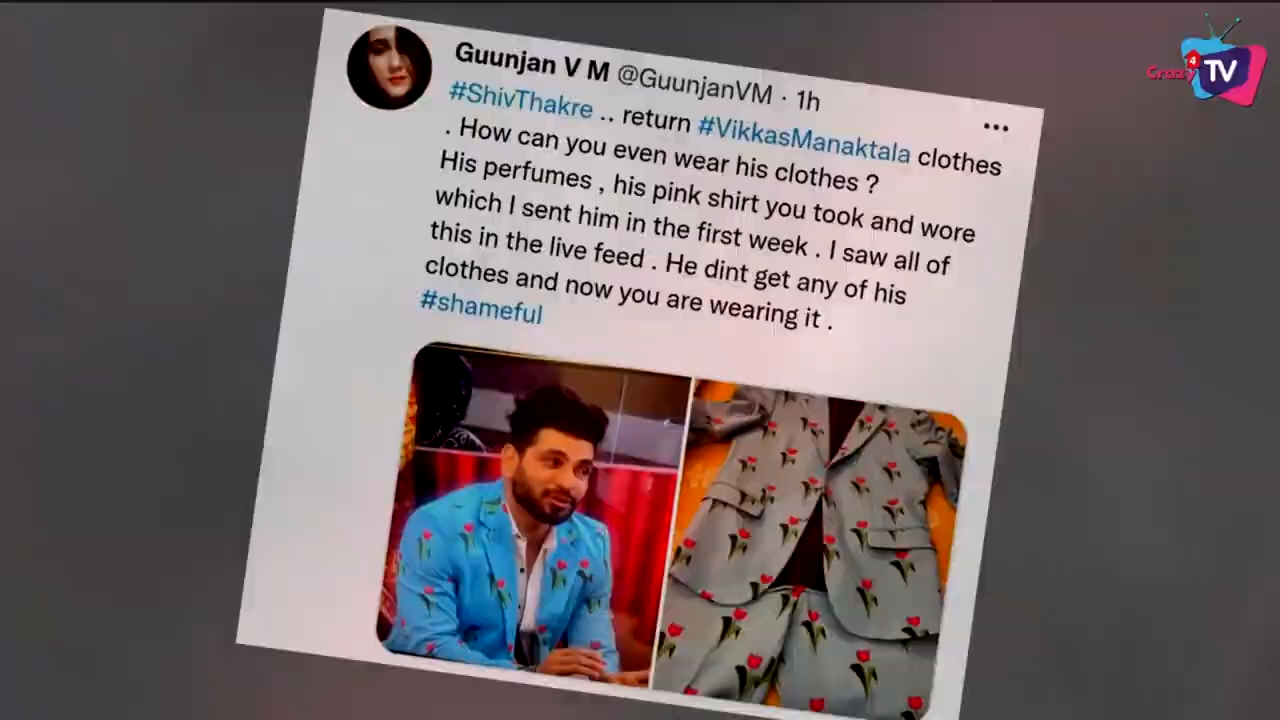 Guunjan V M @GuunjanVM · 1h
#ShivThakre .. return #VikkasManaktala clothes
. How can you even wear his clothes ?
His perfumes , his pink shirt you took and wore
which I sent him in the first week . I saw all of
this in the live feed . He dint get any of his
clothes and now you are wearing it .
#shameful
Crazy 4 TV